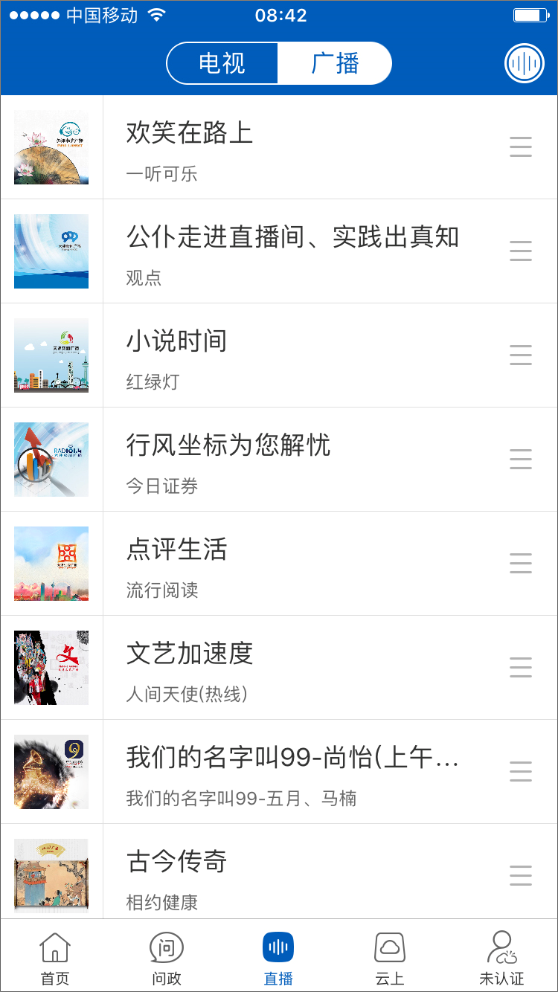 中国移动
08:42
电视
广播
欢笑在路上
一听可乐
公仆走进直播间、实践出真知
观点
小说时间
红绿灯
行风坐标为您解忧
今日证券
点评生活
流行阅读
文艺加速度
人间天使(热线)
我们的名字叫99-尚怡(上午...
我们的名字叫99-五月、马楠
古今传奇
相约健康
首页
问
问政
直播
云上
未认证